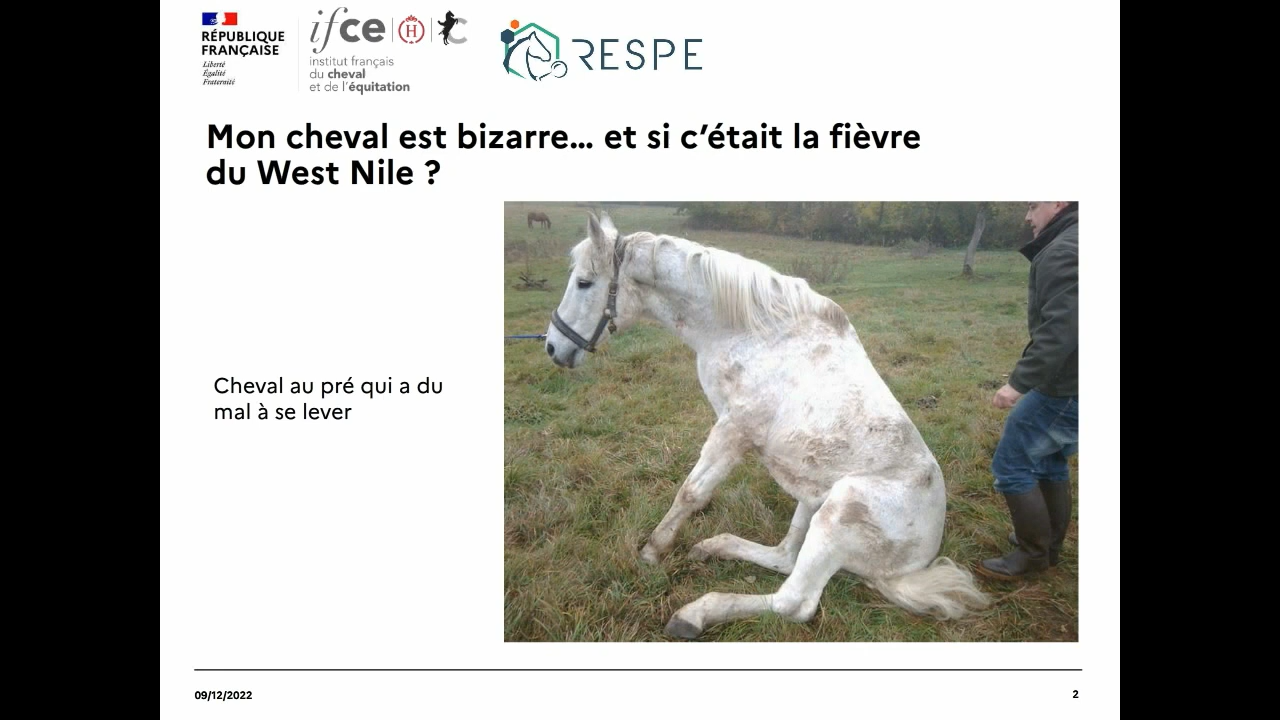 RÉPUBLIQUE
FRANÇAISE
Liberté
Égalité
Fraternité
ifce
H
institut français
du cheval
et de l'équitation
RESPE
Mon cheval est bizarre… et si c’était la fièvre
du West Nile ?
Cheval au pré qui a du
mal à se lever
09/12/2022
2